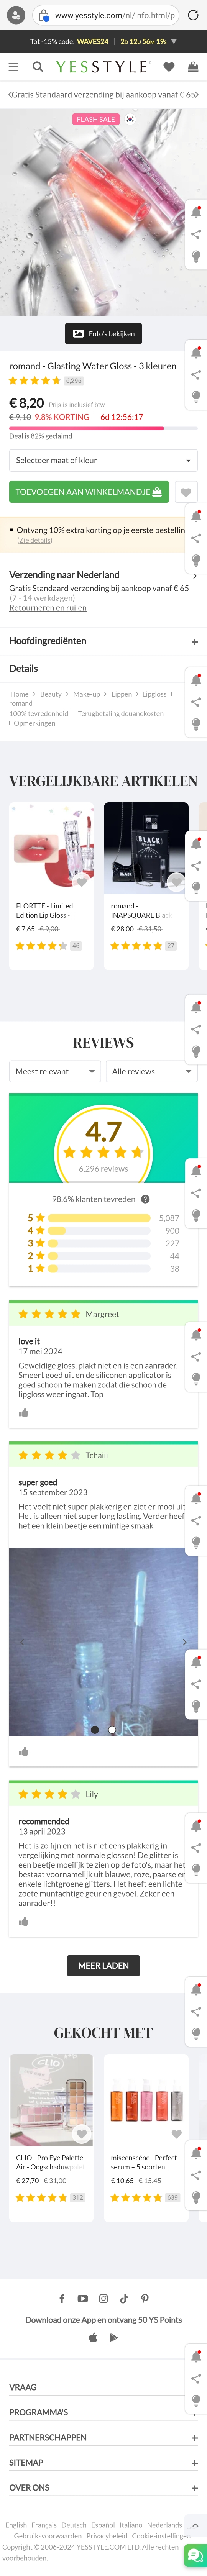 www.yesstyle.com/nl/info.html/p
Tot -15% code: WAVES24 | 2D 12U 56M 19S ▼
YESSTYLE
Gratis Standaard verzending bij aankoop vanaf € 65
FLASH SALE
Foto's bekijken
romand - Glasting Water Gloss - 3 kleuren
6,296
€ 8,20 Prijs is inclusief btw
€ 9,10 9.8% KORTING | 6d 12:56:17
Deal is 82% geclaimd
Selecteer maat of kleur
TOEVOEGEN AAN WINKELMANDJE
Ontvang 10% extra korting op je eerste bestellin
(Zie details)
Verzending naar Nederland
Gratis Standaard verzending bij aankoop vanaf € 65
(7 - 14 werkdagen)
Retourneren en ruilen
Hoofdingrediënten
Details
Home > Beauty > Make-up > Lippen > Lipgloss |
romand
100% tevredenheid | Terugbetaling douanekosten
| Opmerkingen
VERGELIJKBARE ARTIKELEN
BLACK
FLORTTE - Limited
Edition Lip Gloss -
€ 7,65 € 9,00
46
romand -
INAPSQUARE Black
€ 28,00 € 31,50
27
REVIEWS
Meest relevant
Alle reviews
4.7
6,296 reviews
98.6% klanten tevreden ?
5 5,087
4 900
3 227
2 44
1 38
Margreet
love it
17 mei 2024
Geweldige gloss, plakt niet en is een aanrader.
Smeert goed uit en de siliconen applicator is
goed schoon te maken zodat die schoon de
lipgloss weer ingaat. Top
Tchaiii
super goed
15 september 2023
Het voelt niet super plakkerig en ziet er mooi uit.
Het is alleen niet super long lasting. Verder heeft
het een klein beetje een mintige smaak
Lily
recommended
13 april 2023
Het is zo fijn en het is niet eens plakkerig in
vergelijking met normale glossen! De glitter is
een beetje moeilijk te zien op de foto's, maar het
bestaat voornamelijk uit blauwe, roze, paarse en
enkele lichtgroene glitters. Het heeft een lichte
zoete muntachtige geur en gevoel. Zeker een
aanrader!!
MEER LADEN
GEKOCHT MET
CLIO
CLIO - Pro Eye Palette
Air - Oogschaduwpalet
€ 27,70 € 31,00
312
miseenscéne - Perfect
serum – 5 soorten
€ 10,65 € 15,45
639
Download onze App en ontvang 50 YS Points
VRAAG
PROGRAMMA'S
PARTNERSCHAPPEN
SITEMAP
OVER ONS
English Français Deutsch Español Italiano Nederlands
Gebruiksvoorwaarden Privacybeleid Cookie-instellingen
Copyright © 2006-2024 YESSTYLE.COM LTD. Alle rechten
voorbehouden.